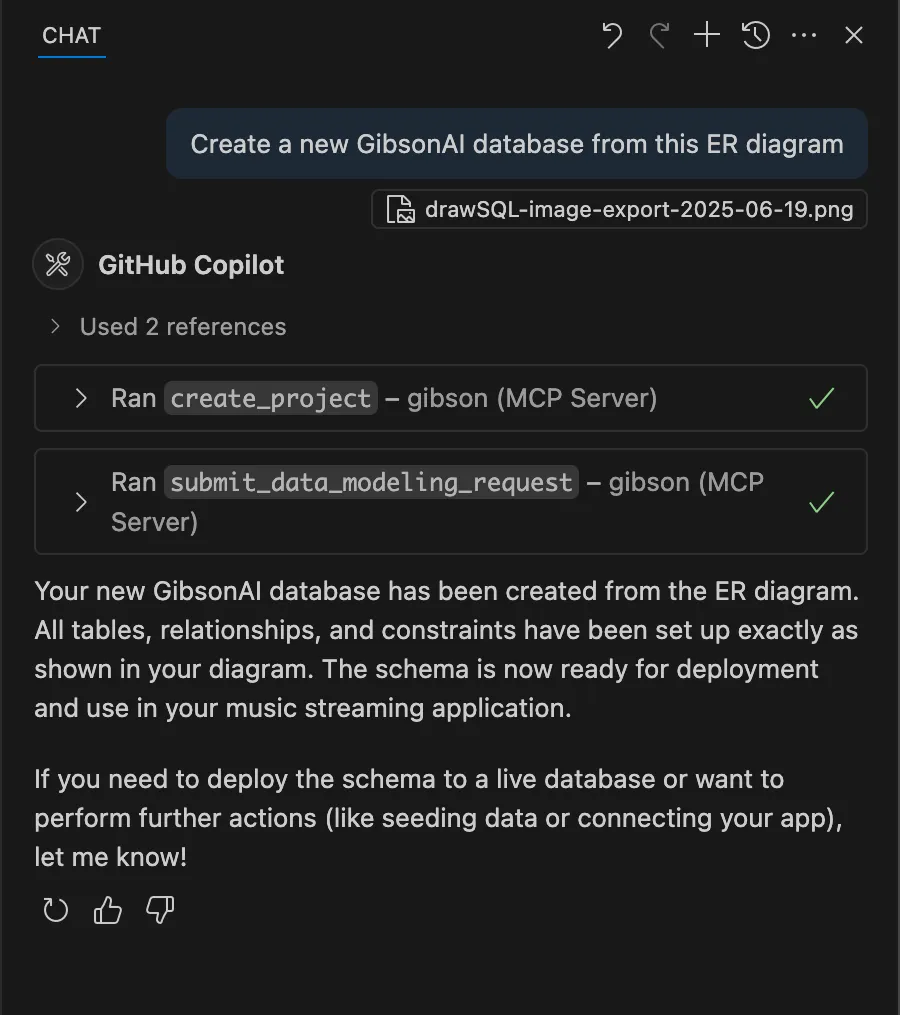 CHAT
Create a new GibsonAI database from this ER diagram
drawSQL-image-export-2025-06-19.png
GitHub Copilot
Used 2 references
Ran create_project – gibson (MCP Server)
Ran submit_data_modeling_request – gibson (MCP
Server)
Your new GibsonAI database has been created from the ER diagram.
All tables, relationships, and constraints have been set up exactly as
shown in your diagram. The schema is now ready for deployment
and use in your music streaming application.
If you need to deploy the schema to a live database or want to
perform further actions (like seeding data or connecting your app),
let me know!